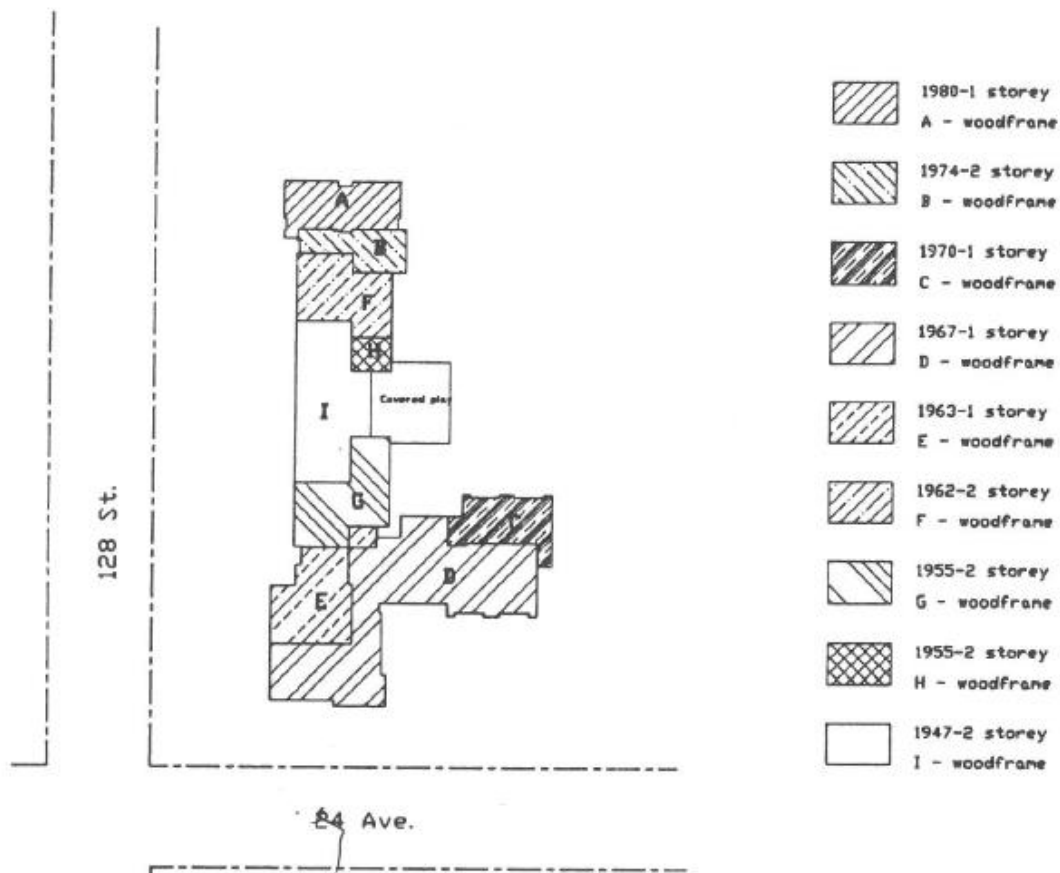 1980-1 storey
A - woodframe
1974-2 storey
B - woodframe
1970-1 storey
C - woodframe
1967-1 storey
D - woodframe
1963-1 storey
E - woodframe
1962-2 storey
F - woodframe
1955-2 storey
G - woodframe
1955-2 storey
H - woodframe
1947-2 storey
I - woodframe
A
B
F
H
Covered play
I
G
C
D
E
128 St.
84 Ave.